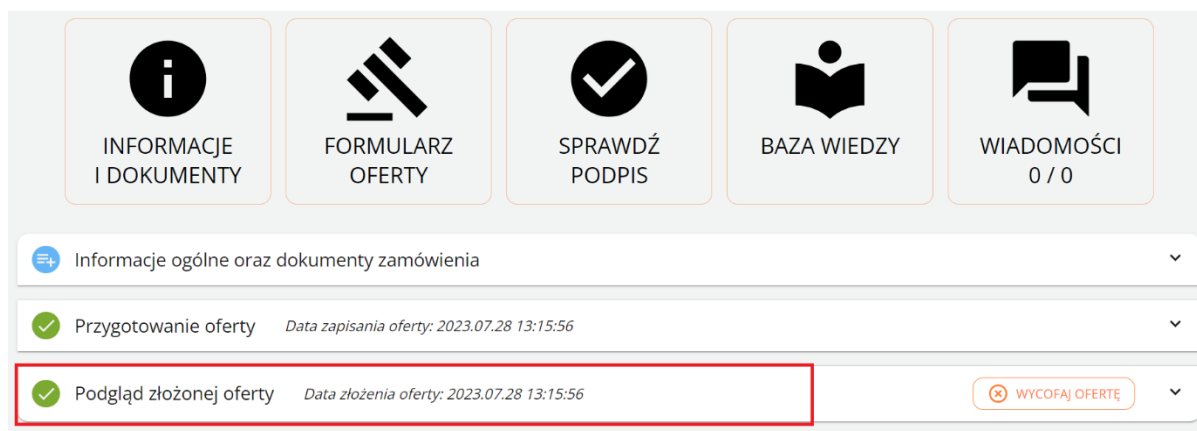 INFORMACJE
I DOKUMENTY
FORMULARZ
OFERTY
SPRAWDŹ
PODPIS
BAZA WIEDZY
WIADOMOŚCI
0 / 0
Informacje ogólne oraz dokumenty zamówienia
Przygotowanie oferty Data zapisania oferty: 2023.07.28 13:15:56
Podgląd złożonej oferty Data złożenia oferty: 2023.07.28 13:15:56 WYCOFAJ OFERTĘ